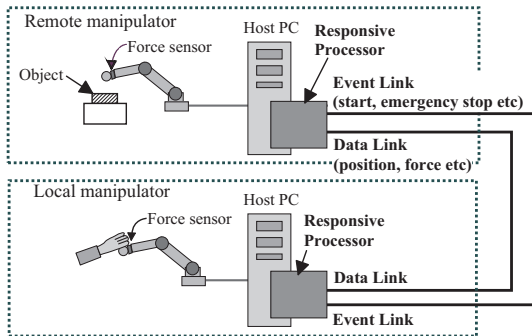 Remote manipulator
Force sensor
Object
Host PC
Responsive
Processor
Event Link
(start, emergency stop etc)
Data Link
(position, force etc)
Local manipulator
Force sensor
Host PC
Responsive
Processor
Data Link
Event Link